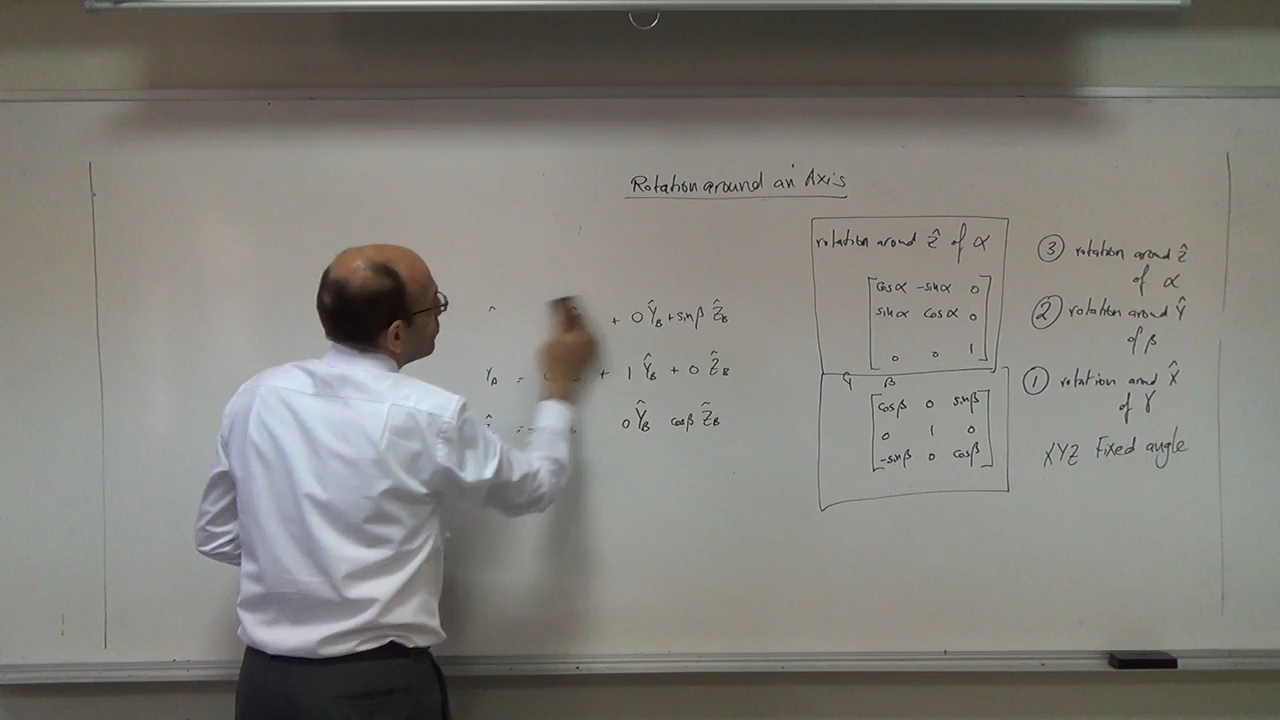 Rotation around an Axis
+ 0 Ŷ_B + sinβ Ẑ_B
Y_A = 0 + 1 Ŷ_B + 0 Ẑ_B
= - 0 Ŷ_B cosβ Ẑ_B
rotation around Ẑ of α
cosα -sinα 0
sinα cosα 0
0 0 1
Ŷ β
cosβ 0 sinβ
0 1 0
-sinβ 0 cosβ
③ rotation around Ẑ
of α
② rotation around Ŷ
of β
① rotation around X̂
of γ
XYZ Fixed angle